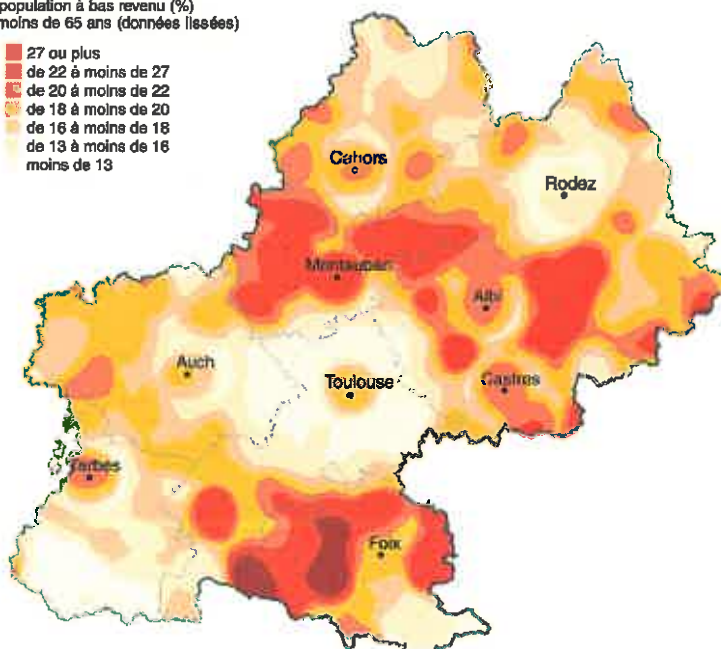 population à bas revenu (%)
moins de 65 ans (données lissées)
27 ou plus
de 22 à moins de 27
de 20 à moins de 22
de 18 à moins de 20
de 16 à moins de 18
de 13 à moins de 16
moins de 13
Cahors
Rodez
Montauban
Albi
Auch
Toulouse
Castres
Tarbes
Foix